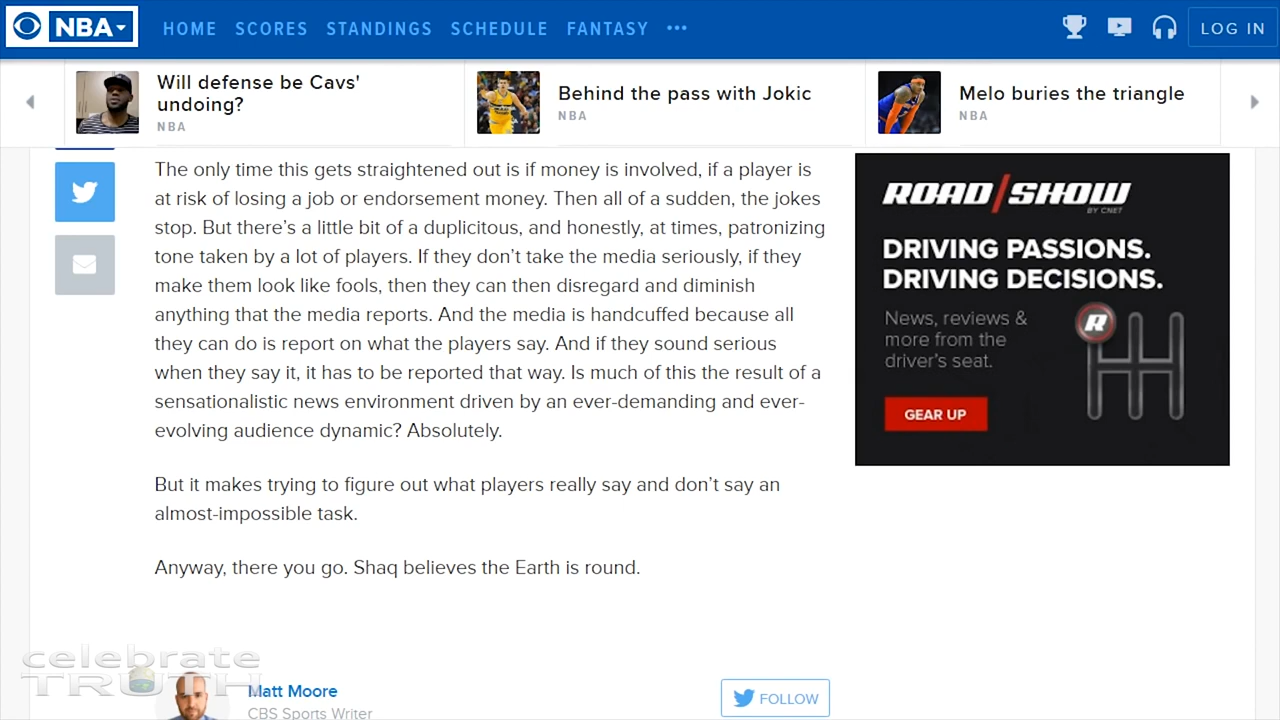 NBA
HOME SCORES STANDINGS SCHEDULE FANTASY ••• LOG IN
Will defense be Cavs'
undoing?
NBA
Behind the pass with Jokic
NBA
Melo buries the triangle
NBA
The only time this gets straightened out is if money is involved, if a player is
at risk of losing a job or endorsement money. Then all of a sudden, the jokes
stop. But there's a little bit of a duplicitous, and honestly, at times, patronizing
tone taken by a lot of players. If they don't take the media seriously, if they
make them look like fools, then they can then disregard and diminish
anything that the media reports. And the media is handcuffed because all
they can do is report on what the players say. And if they sound serious
when they say it, it has to be reported that way. Is much of this the result of a
sensationalistic news environment driven by an ever-demanding and ever-
evolving audience dynamic? Absolutely.
But it makes trying to figure out what players really say and don't say an
almost-impossible task.
Anyway, there you go. Shaq believes the Earth is round.
ROAD/SHOW
BY CNET
DRIVING PASSIONS.
DRIVING DECISIONS.
News, reviews &
more from the
driver's seat.
R
GEAR UP
celebrate
TRUTH
Matt Moore
CBS Sports Writer
FOLLOW